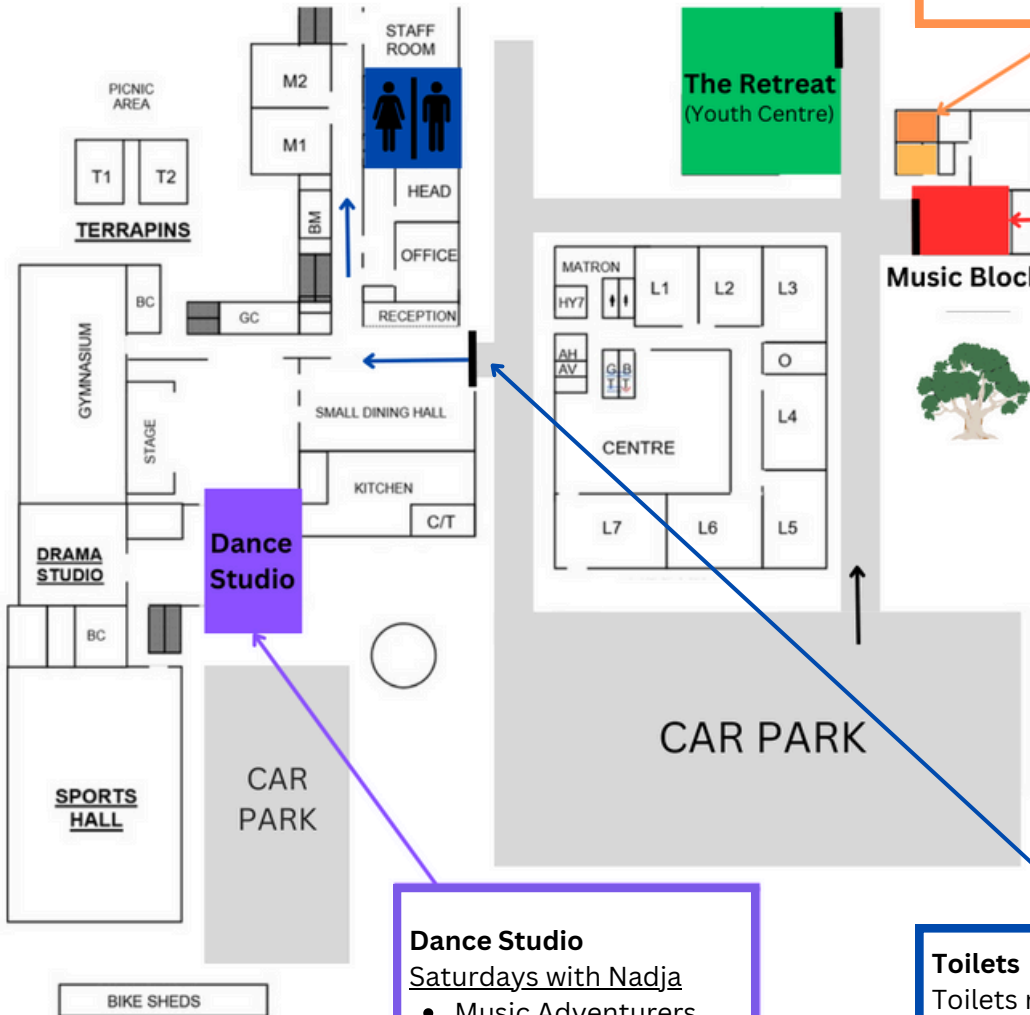 STAFF
ROOM
M2
PICNIC
AREA
The Retreat
(Youth Centre)
M1
T1
T2
HEAD
BM
TERRAPINS
OFFICE
MATRON
L1
L2
L3
Music Block
BC
HY7
GC
RECEPTION
GYMNASIUM
AH
AV
G
T
B
T
O
SMALL DINING HALL
L4
STAGE
CENTRE
KITCHEN
C/T
L7
L6
L5
DRAMA
STUDIO
Dance
Studio
BC
CAR PARK
CAR
PARK
SPORTS
HALL
Dance Studio
Saturdays with Nadja
• Music Adventurers
Toilets
Toilets
BIKE SHEDS